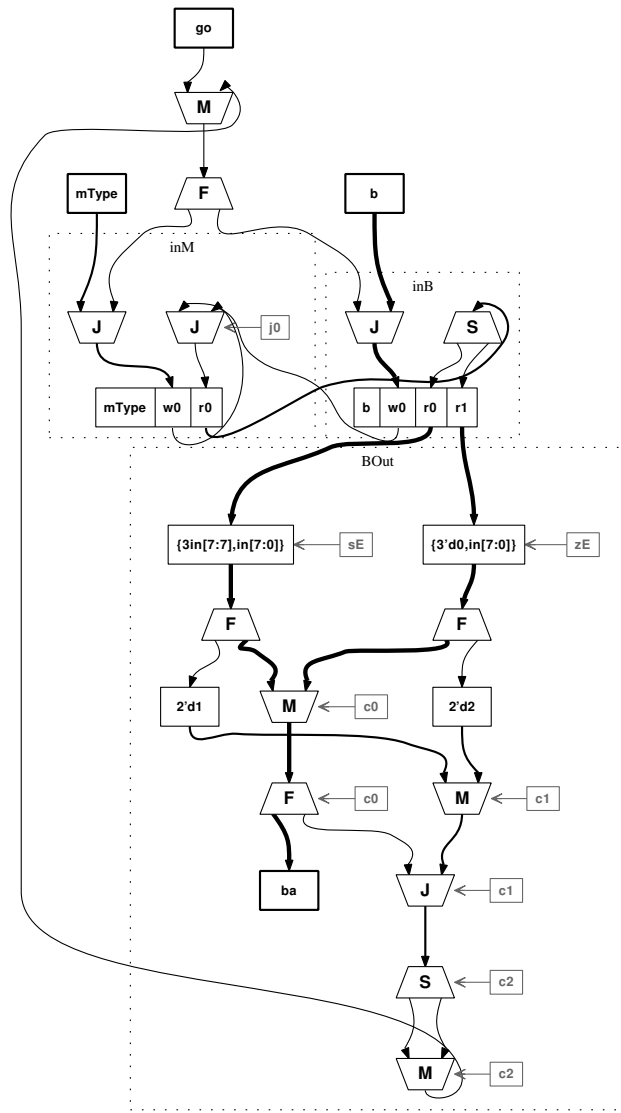 go
M
mType
F
b
inM
inB
J
J
j0
J
S
mType w0 r0
b w0 r0 r1
BOut
{3in[7:7],in[7:0]}
sE
{3'd0,in[7:0]}
zE
F
F
2'd1
M
c0
2'd2
F
c0
M
c1
ba
J
c1
S
c2
M
c2